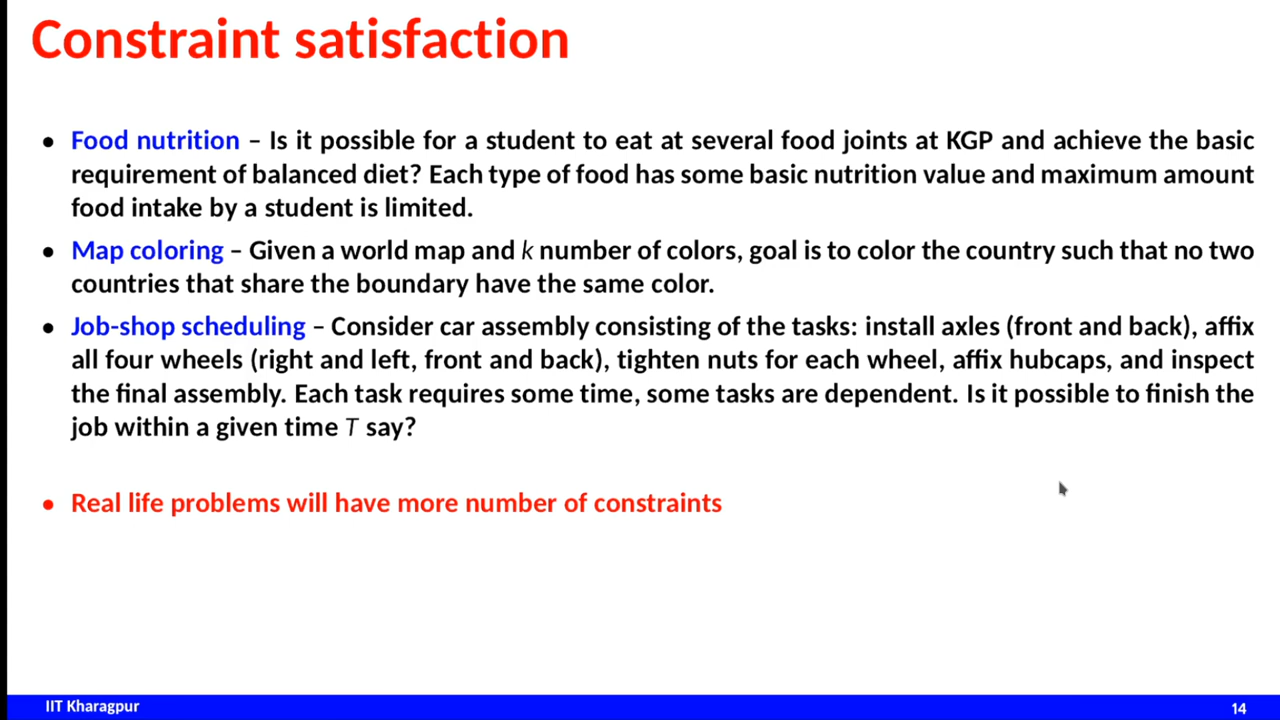 Constraint satisfaction
• Food nutrition – Is it possible for a student to eat at several food joints at KGP and achieve the basic
requirement of balanced diet? Each type of food has some basic nutrition value and maximum amount
food intake by a student is limited.
• Map coloring – Given a world map and k number of colors, goal is to color the country such that no two
countries that share the boundary have the same color.
• Job-shop scheduling – Consider car assembly consisting of the tasks: install axles (front and back), affix
all four wheels (right and left, front and back), tighten nuts for each wheel, affix hubcaps, and inspect
the final assembly. Each task requires some time, some tasks are dependent. Is it possible to finish the
job within a given time T say?
• Real life problems will have more number of constraints
IIT Kharagpur
14